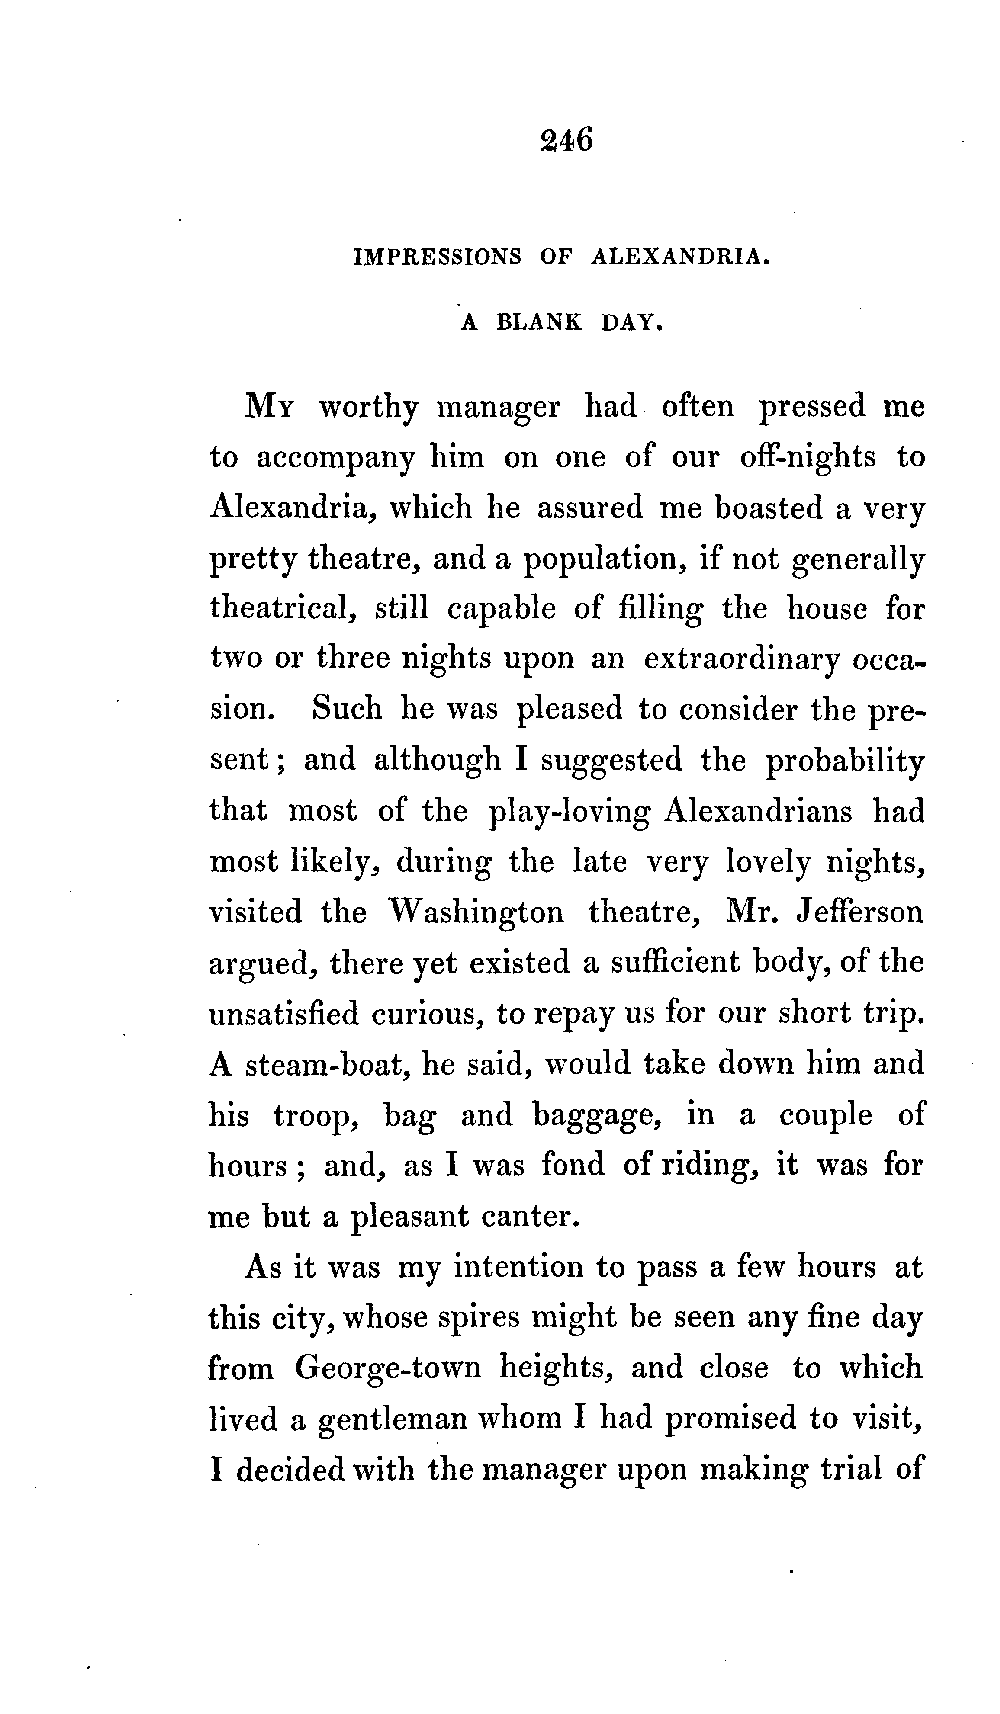 246
IMPRESSIONS OF ALEXANDRIA.
A BLANK DAY.
My worthy manager had often pressed me
to accompany him on one of our off-nights to
Alexandria, which he assured me boasted a very
pretty theatre, and a population, if not generally
theatrical, still capable of filling the house for
two or three nights upon an extraordinary occa-
sion. Such he was pleased to consider the pre-
sent ; and although I suggested the probability
that most of the play-loving Alexandrians had
most likely, during the late very lovely nights,
visited the Washington theatre, Mr. Jefferson
argued, there yet existed a sufficient body, of the
unsatisfied curious, to repay us for our short trip.
A steam-boat, he said, would take down him and
his troop, bag and baggage, in a couple of
hours ; and, as I was fond of riding, it was for
me but a pleasant canter.
As it was my intention to pass a few hours at
this city, whose spires might be seen any fine day
from George-town heights, and close to which
lived a gentleman whom I had promised to visit,
I decided with the manager upon making trial of